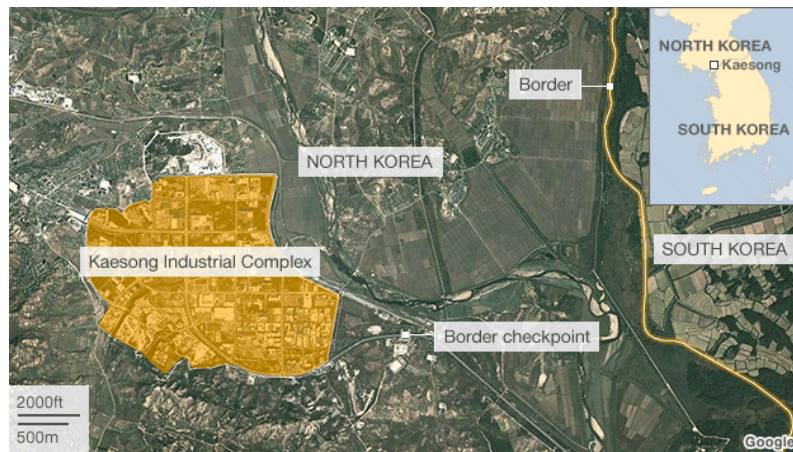 NORTH KOREA
Kaesong
SOUTH KOREA
Border
NORTH KOREA
SOUTH KOREA
Kaesong Industrial Complex
Border checkpoint
2000ft
500m
Google